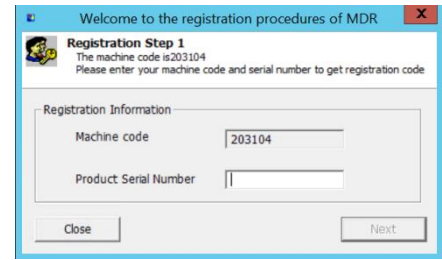 Welcome to the registration procedures of MDR
X
Registration Step 1
The machine code is203104
Please enter your machine code and serial number to get registration code
Registration Information
Machine code
203104
Product Serial Number
Close
Next